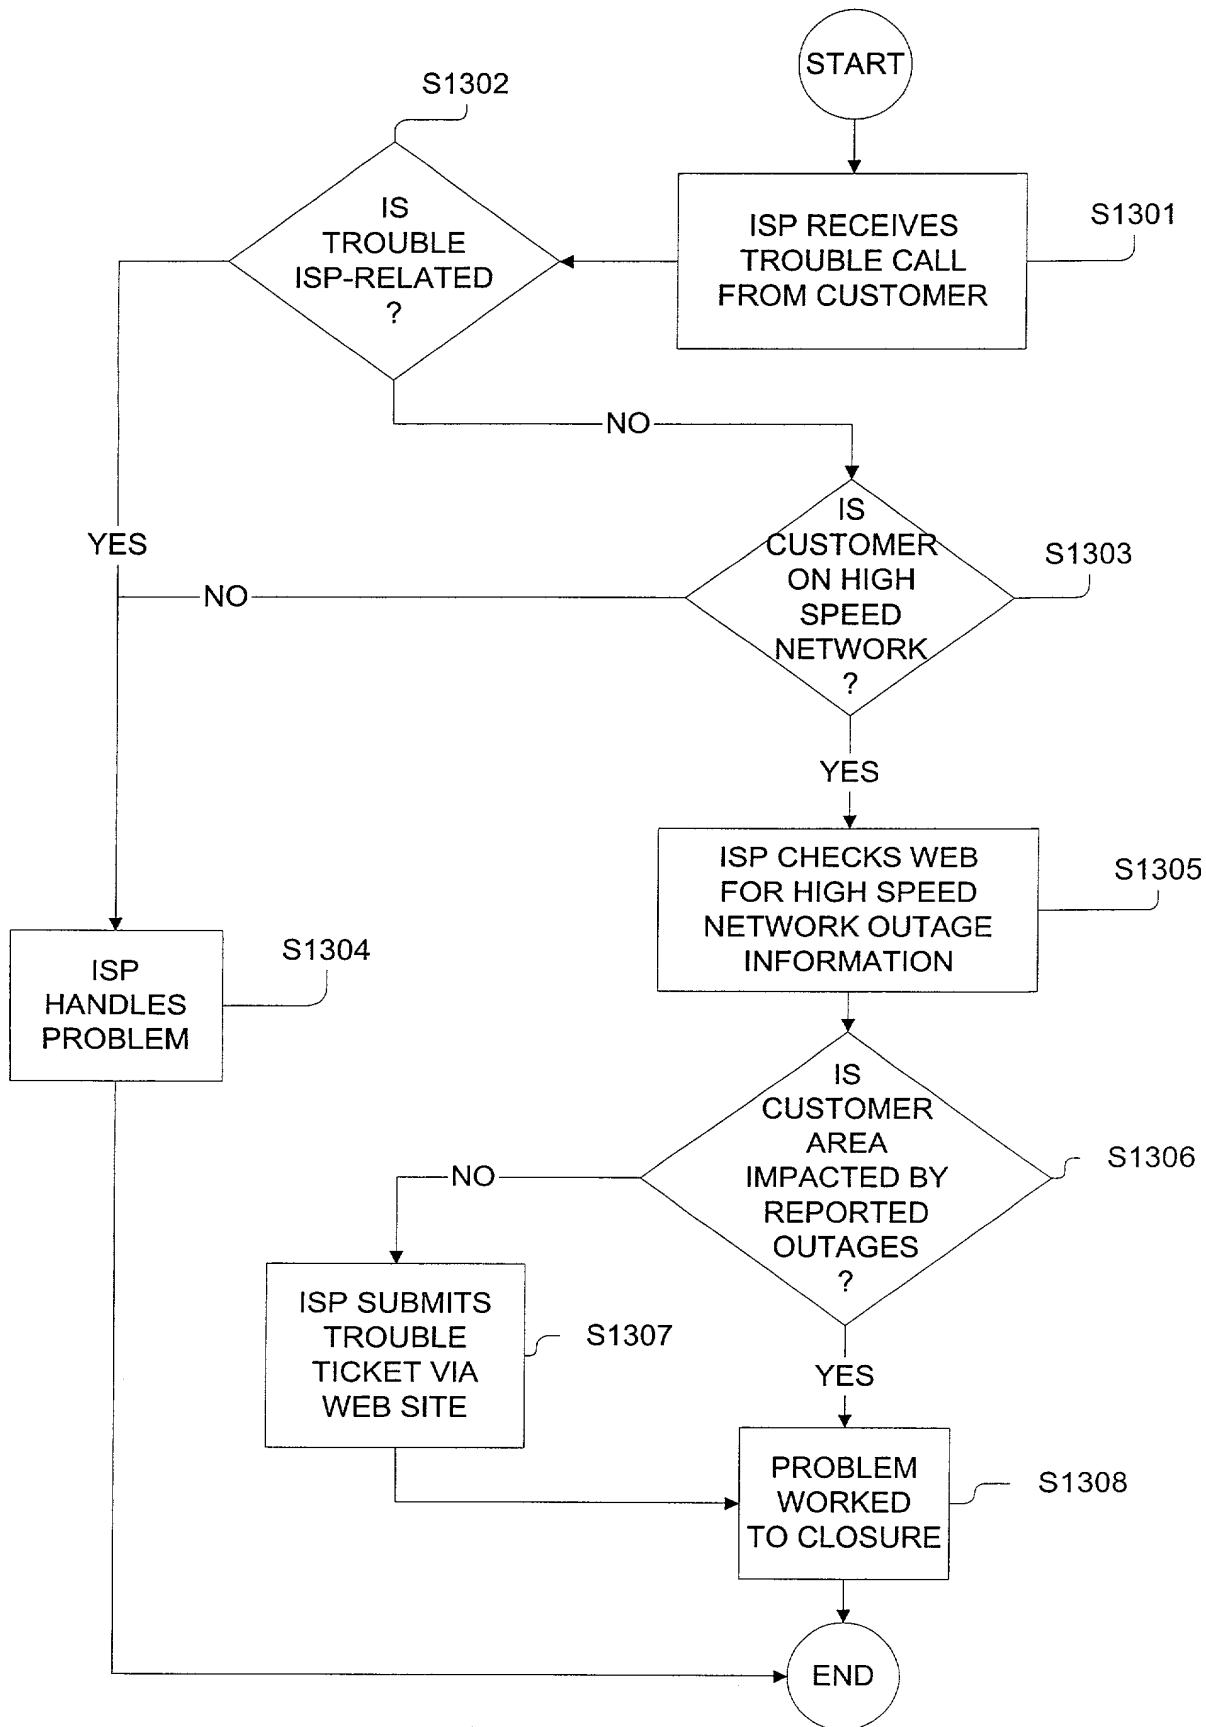 START
S1302
IS
TROUBLE
ISP-RELATED
?
ISP RECEIVES
TROUBLE CALL
FROM CUSTOMER
S1301
NO
YES
IS
CUSTOMER
ON HIGH
SPEED
NETWORK
?
S1303
NO
YES
ISP CHECKS WEB
FOR HIGH SPEED
NETWORK OUTAGE
INFORMATION
S1305
ISP
HANDLES
PROBLEM
S1304
IS
CUSTOMER
AREA
IMPACTED BY
REPORTED
OUTAGES
?
S1306
NO
ISP SUBMITS
TROUBLE
TICKET VIA
WEB SITE
S1307
YES
PROBLEM
WORKED
TO CLOSURE
S1308
END